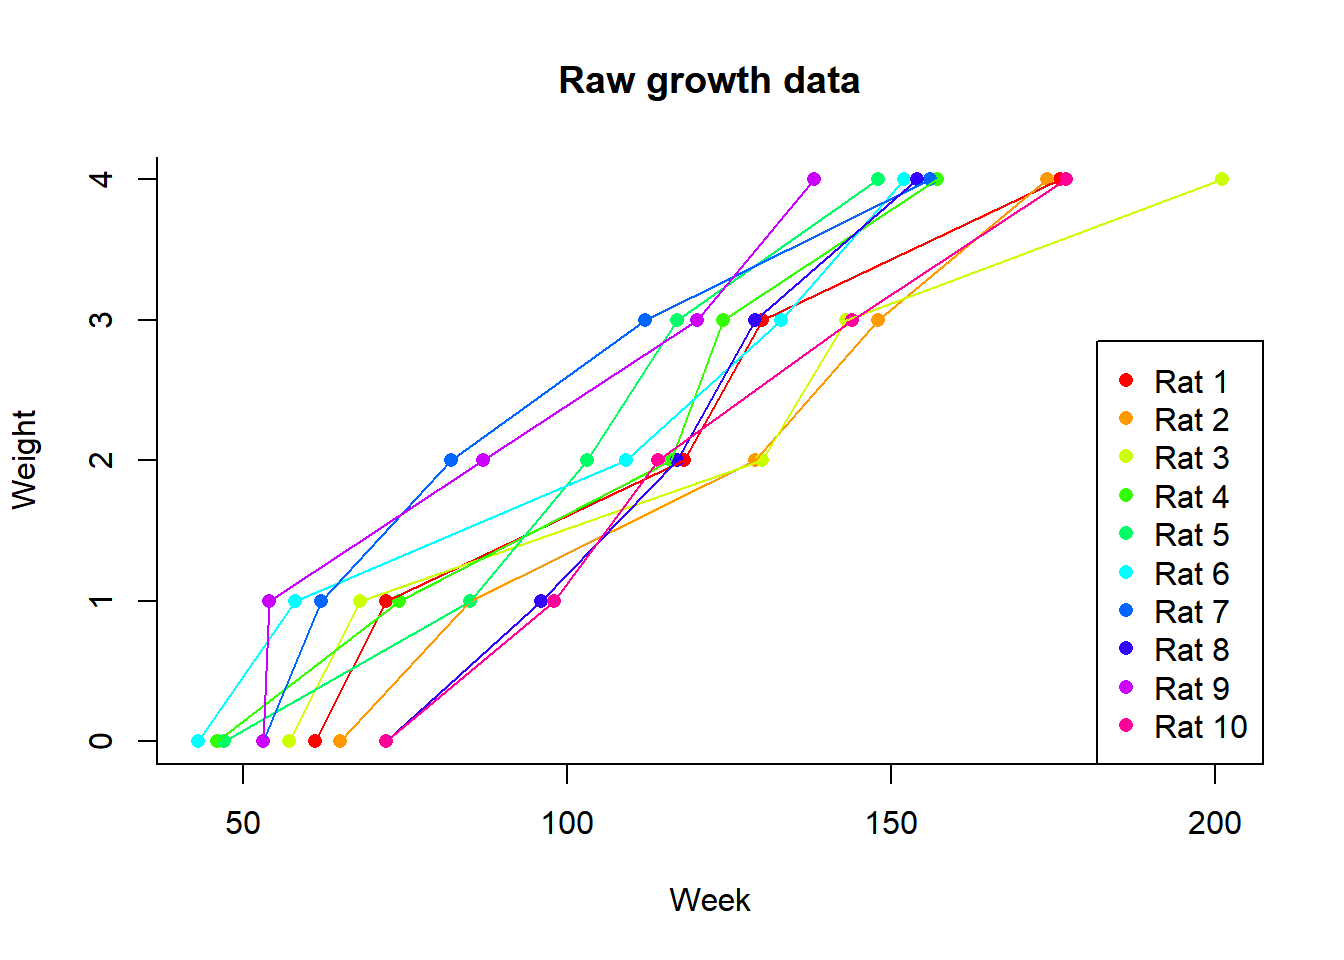 Raw growth data
Weight
4
3
2
1
0
Rat 1
Rat 2
Rat 3
Rat 4
Rat 5
Rat 6
Rat 7
Rat 8
Rat 9
Rat 10
50 100 150 200
Week